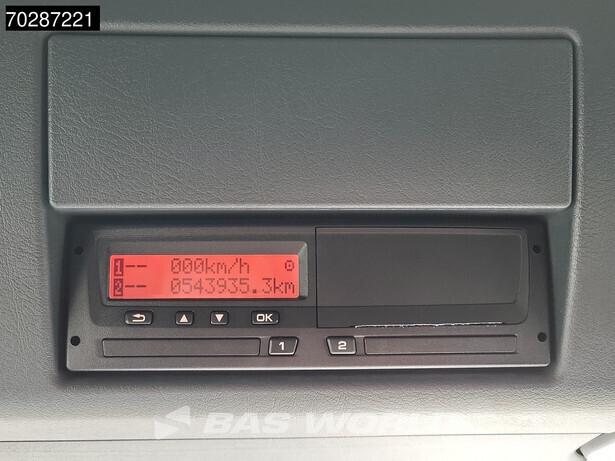 70287221
1-- 000km/h
2-- 0543935.3km
OK
1 2
BAS WORLD